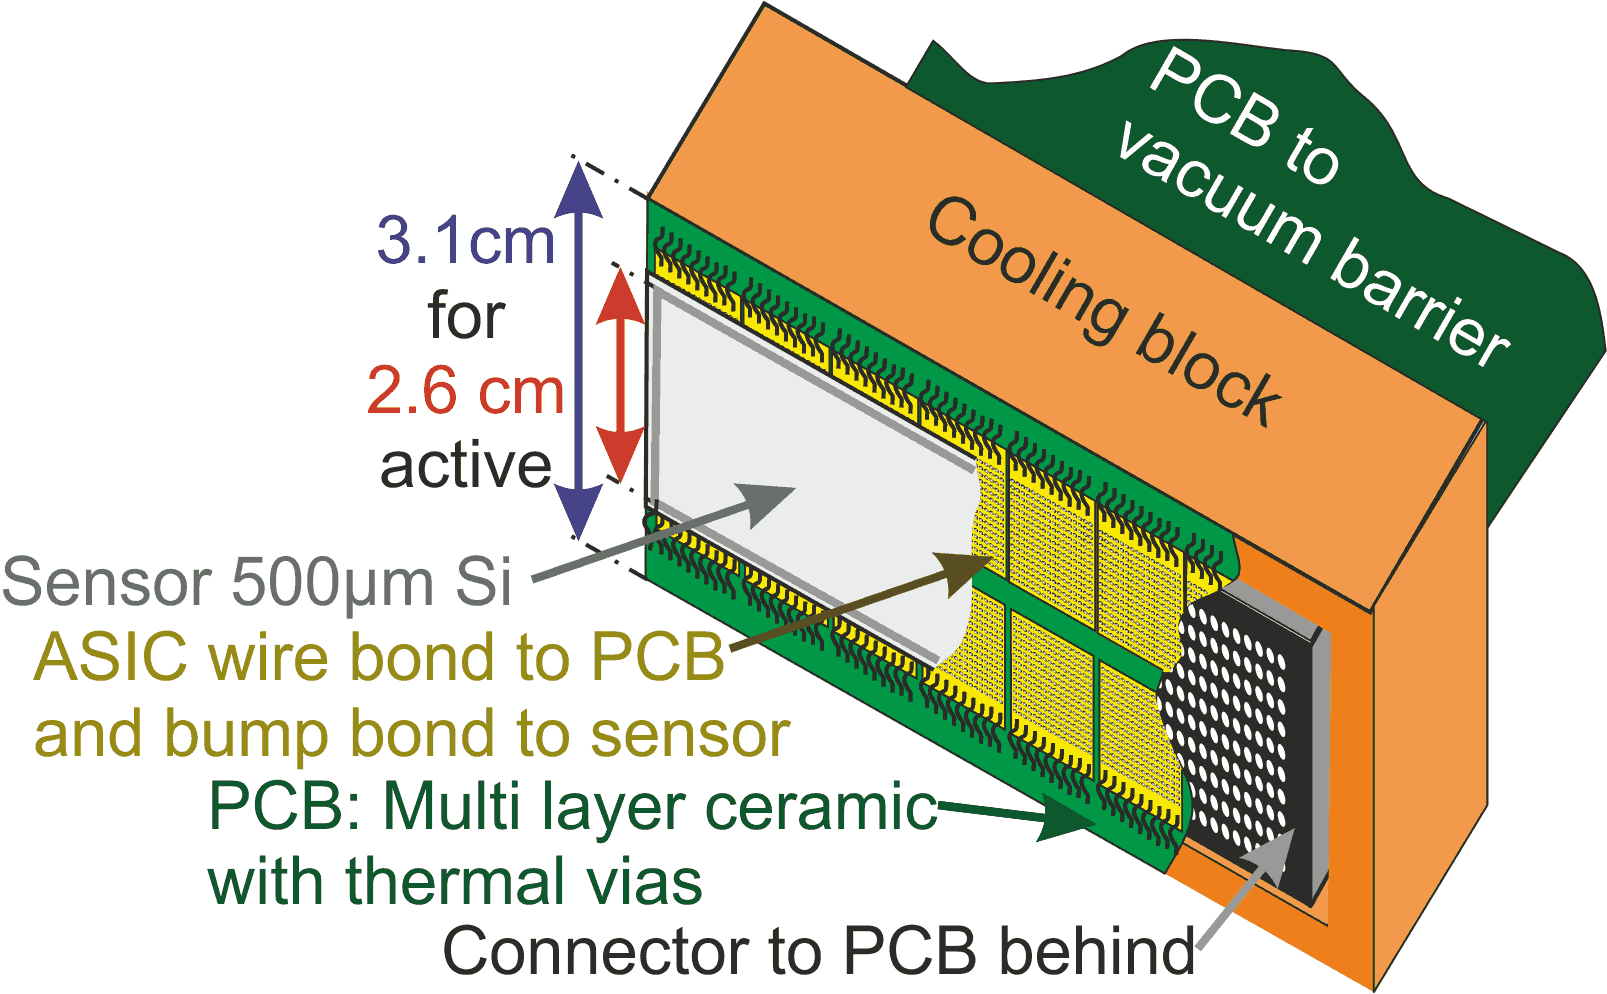 PCB to
vacuum barrier
Cooling block
3.1cm
for
2.6 cm
active
Sensor 500µm Si
ASIC wire bond to PCB
and bump bond to sensor
PCB: Multi layer ceramic
with thermal vias
Connector to PCB behind